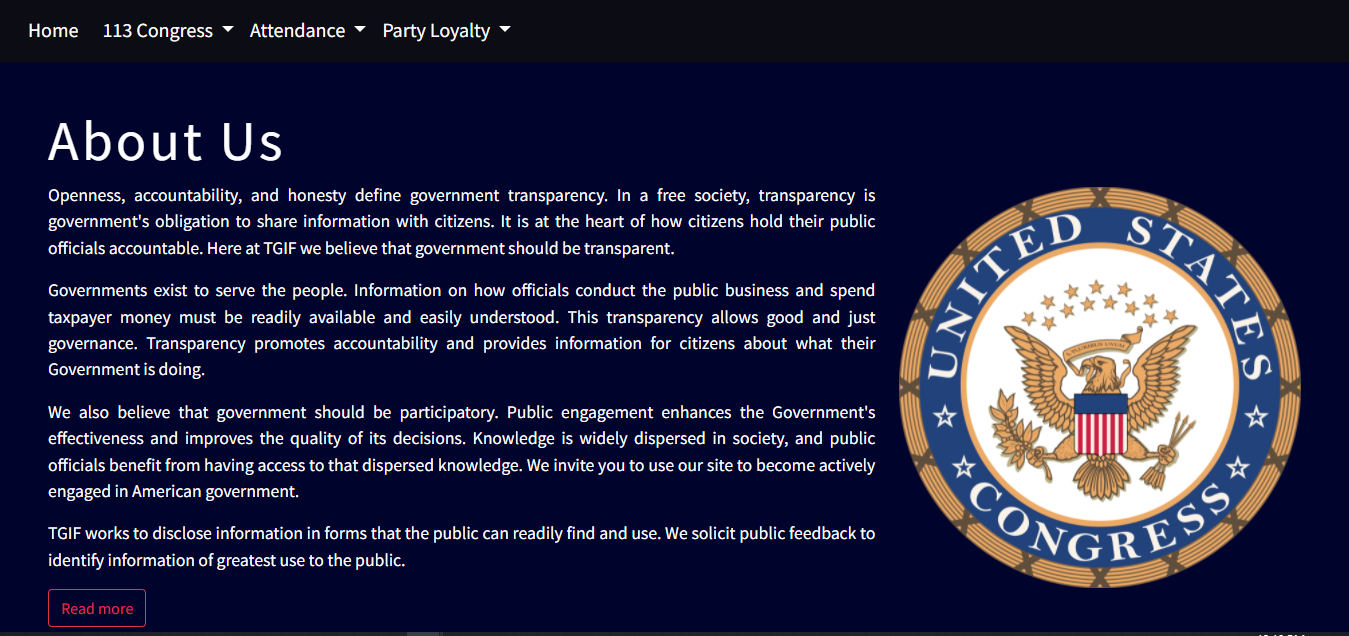 Home 113 Congress Attendance Party Loyalty
About Us
Openness, accountability, and honesty define government transparency. In a free society, transparency is
government's obligation to share information with citizens. It is at the heart of how citizens hold their public
officials accountable. Here at TGIF we believe that government should be transparent.
Governments exist to serve the people. Information on how officials conduct the public business and spend
taxpayer money must be readily available and easily understood. This transparency allows good and just
governance. Transparency promotes accountability and provides information for citizens about what their
Government is doing.
We also believe that government should be participatory. Public engagement enhances the Government's
effectiveness and improves the quality of its decisions. Knowledge is widely dispersed in society, and public
officials benefit from having access to that dispersed knowledge. We invite you to use our site to become actively
engaged in American government.
TGIF works to disclose information in forms that the public can readily find and use. We solicit public feedback to
identify information of greatest use to the public.
Read more
UNITED STATES
E PLURIBUS UNUM
CONGRESS